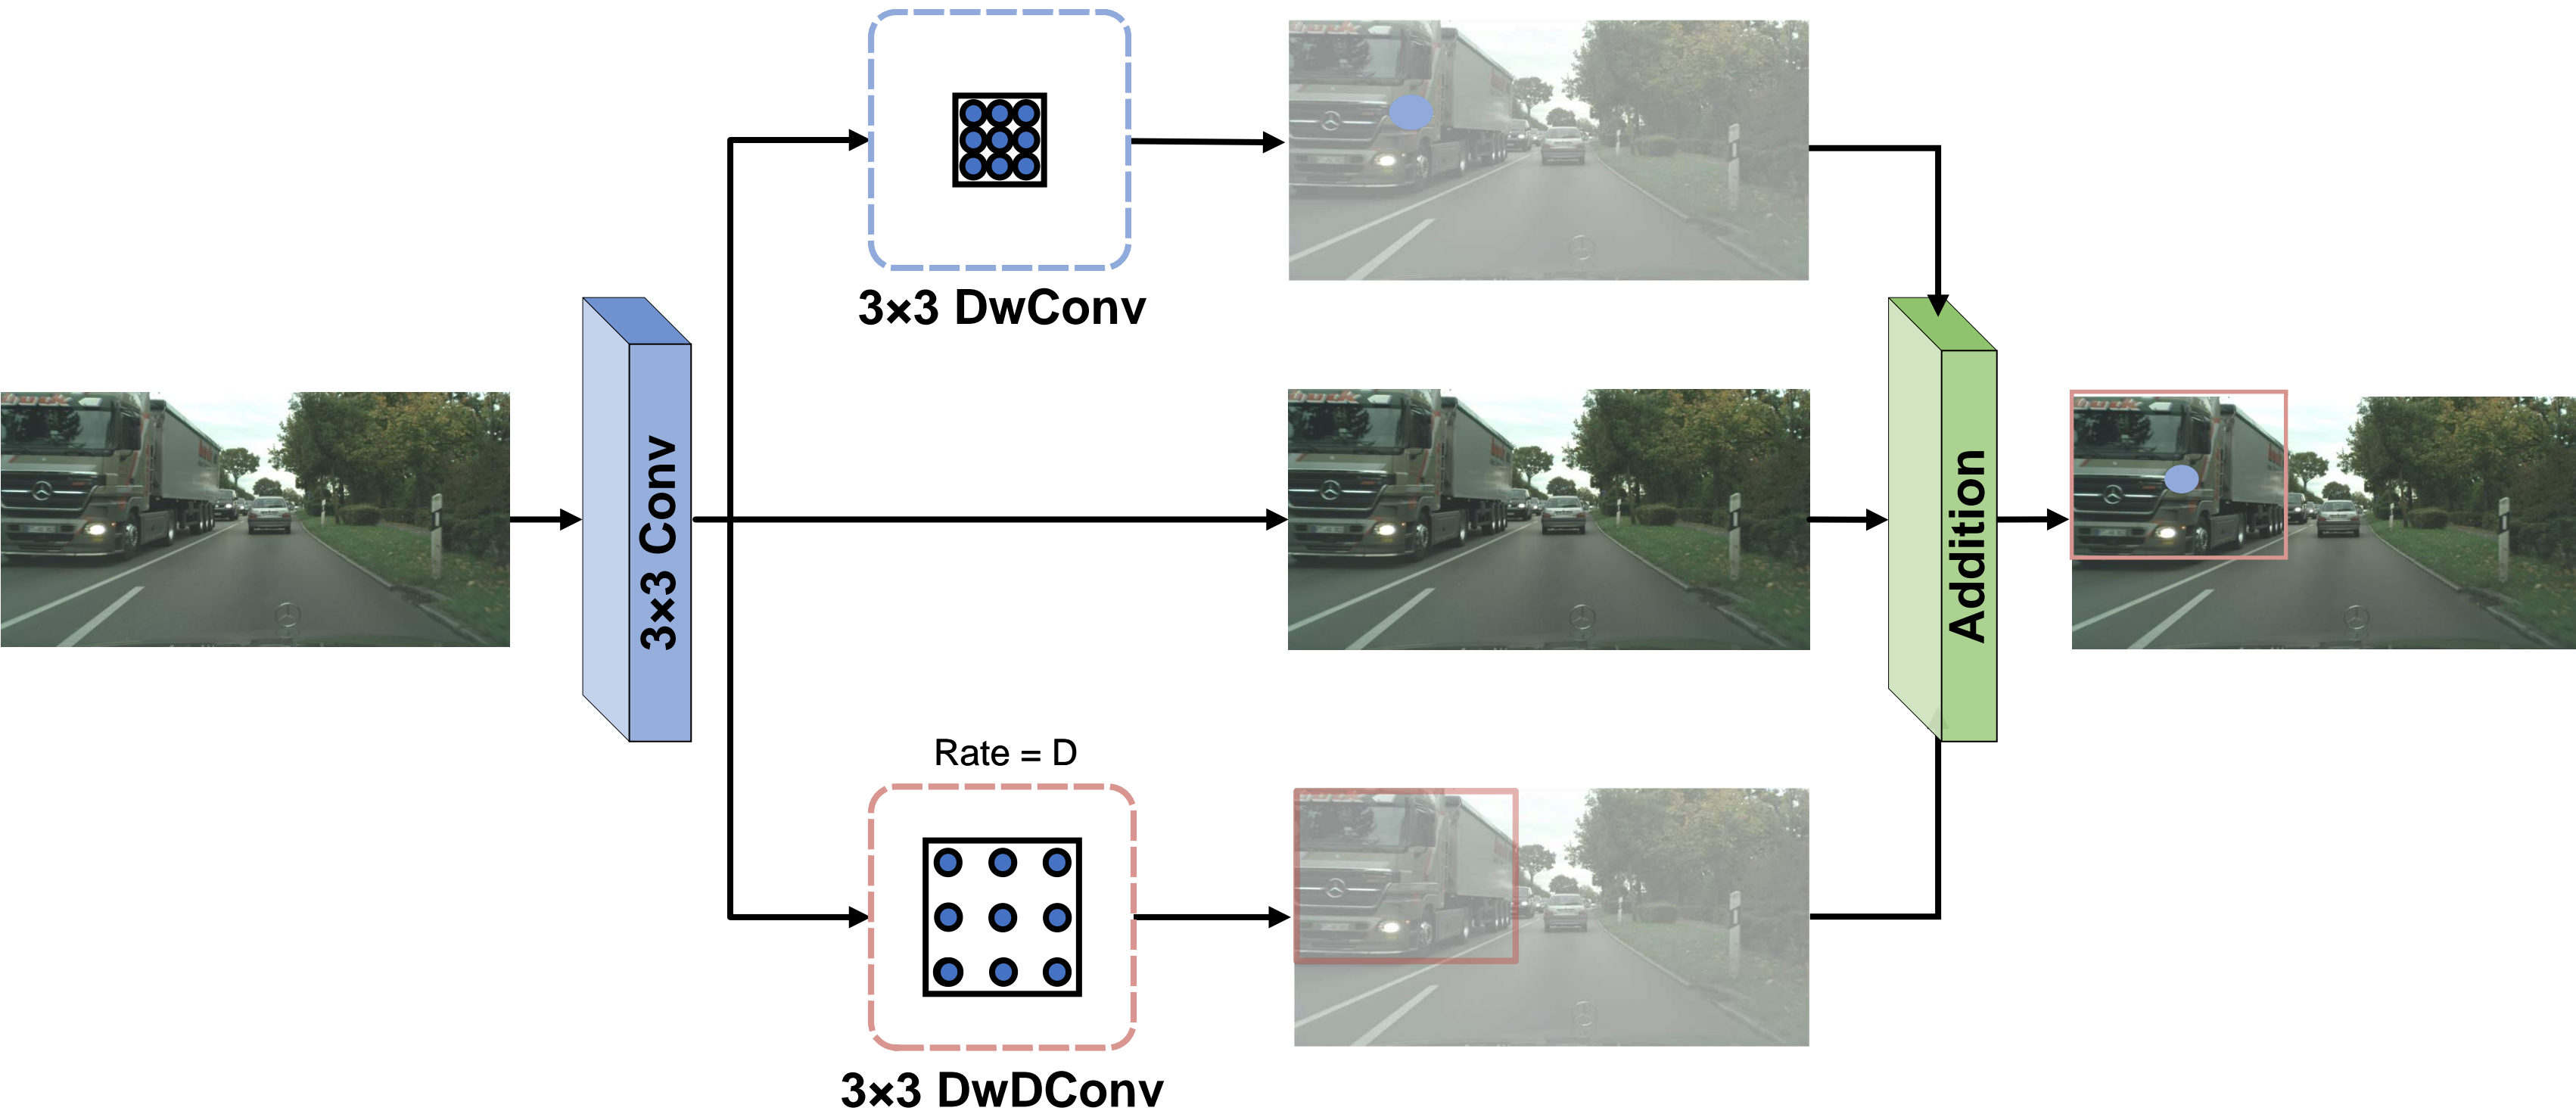 3×3 DwConv
3×3 Conv
Addition
Rate = D
3×3 DwDConv